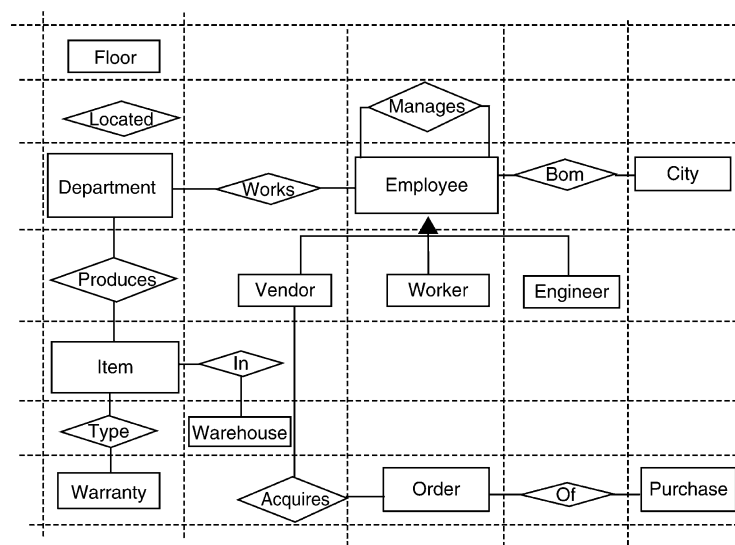 Floor
Located
Manages
Department
Works
Employee
Born
City
Produces
Vendor
Worker
Engineer
Item
In
Type
Warehouse
Warranty
Acquires
Order
Of
Purchase